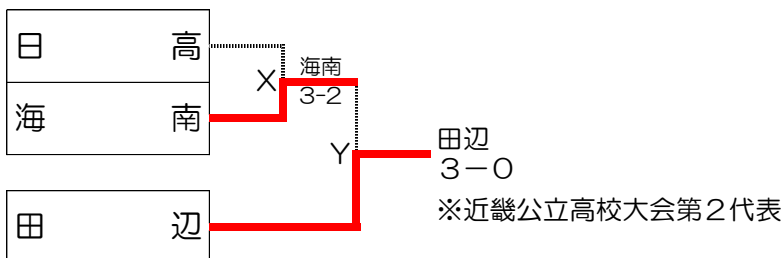 日 高
海南
X
3-2
海 南
Y
田辺
3－0
※近畿公立高校大会第２代表
田 辺